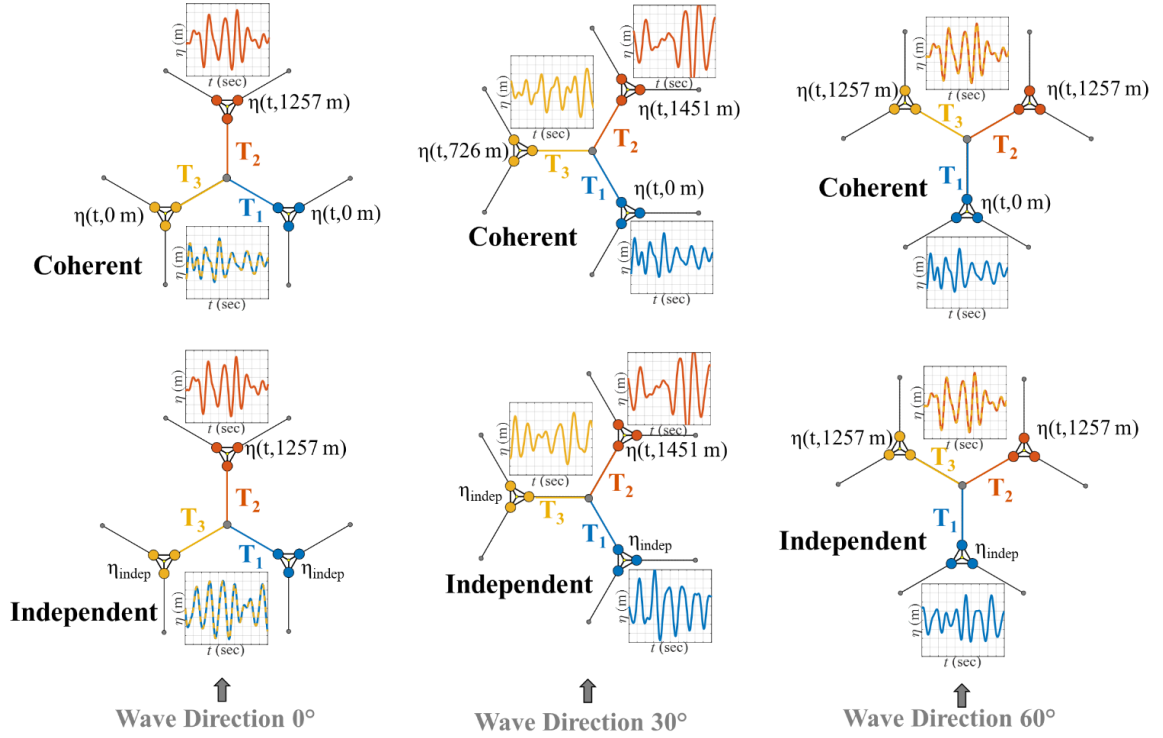 η (m)
t (sec)
η(t,1257 m)
T₂
T₃
T₁
η(t,0 m)
η(t,0 m)
Coherent
η (m)
t (sec)
η (m)
t (sec)
η (m)
t (sec)
η(t,1451 m)
η(t,726 m)
T₂
T₃
T₁
η(t,0 m)
Coherent
η (m)
t (sec)
η (m)
t (sec)
η(t,1257 m)
η(t,1257 m)
T₃
T₂
T₁
Coherent
η(t,0 m)
η (m)
t (sec)
η (m)
t (sec)
η(t,1257 m)
T₂
T₃
T₁
ηindep
ηindep
Independent
η (m)
t (sec)
η (m)
t (sec)
η (m)
t (sec)
η(t,1451 m)
ηindep
T₂
T₃
T₁
ηindep
Independent
η (m)
t (sec)
η (m)
t (sec)
η(t,1257 m)
η(t,1257 m)
T₃
T₂
T₁
Independent
ηindep
η (m)
t (sec)
Wave Direction 0°
Wave Direction 30°
Wave Direction 60°